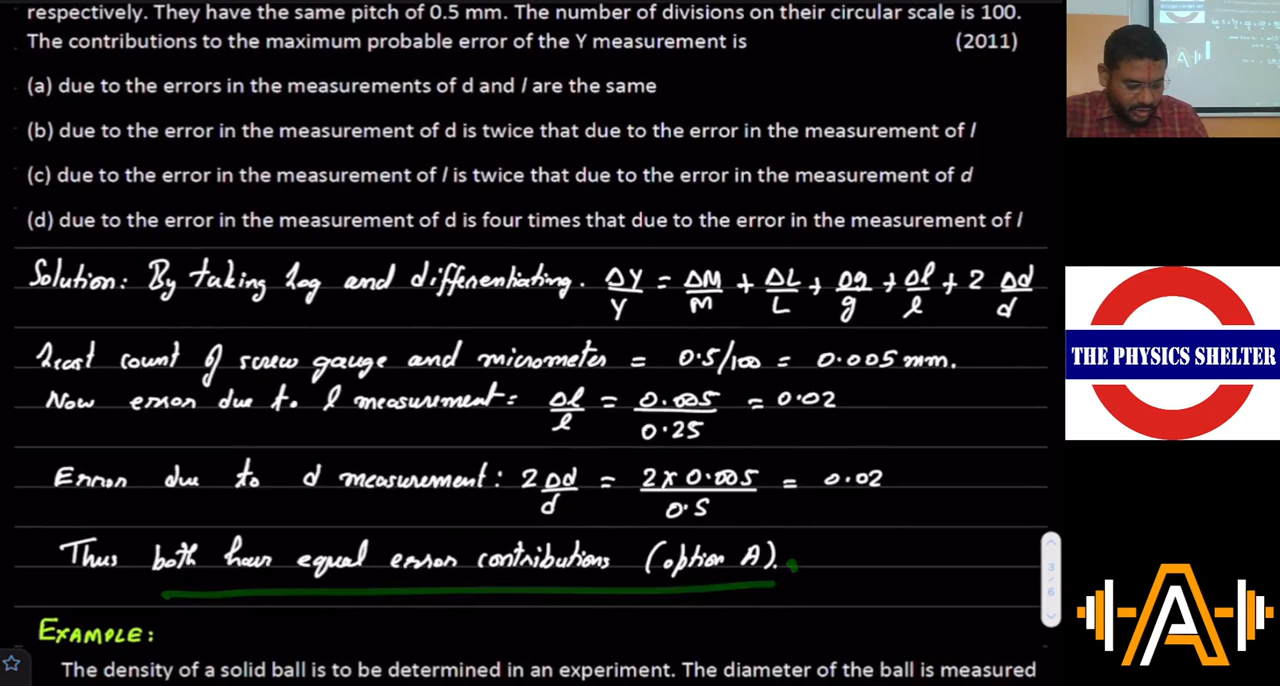 respectively. They have the same pitch of 0.5 mm. The number of divisions on their circular scale is 100.
The contributions to the maximum probable error of the Y measurement is (2011)
(a) due to the errors in the measurements of d and l are the same
(b) due to the error in the measurement of d is twice that due to the error in the measurement of l
(c) due to the error in the measurement of l is twice that due to the error in the measurement of d
(d) due to the error in the measurement of d is four times that due to the error in the measurement of l
Solution: By taking log and differentiating. ΔY/Y = ΔM/M + ΔL/L + Δg/g + Δl/l + 2 Δd/d
Least count of screw gauge and micrometer = 0.5/100 = 0.005 mm.
Now error due to l measurement: Δl/l = 0.005/0.25 = 0.02
Error due to d measurement: 2 Δd/d = 2 x 0.005/0.5 = 0.02
Thus both have equal error contributions (option A).
EXAMPLE:
The density of a solid ball is to be determined in an experiment. The diameter of the ball is measured
THE PHYSICS SHELTER
3/6
A